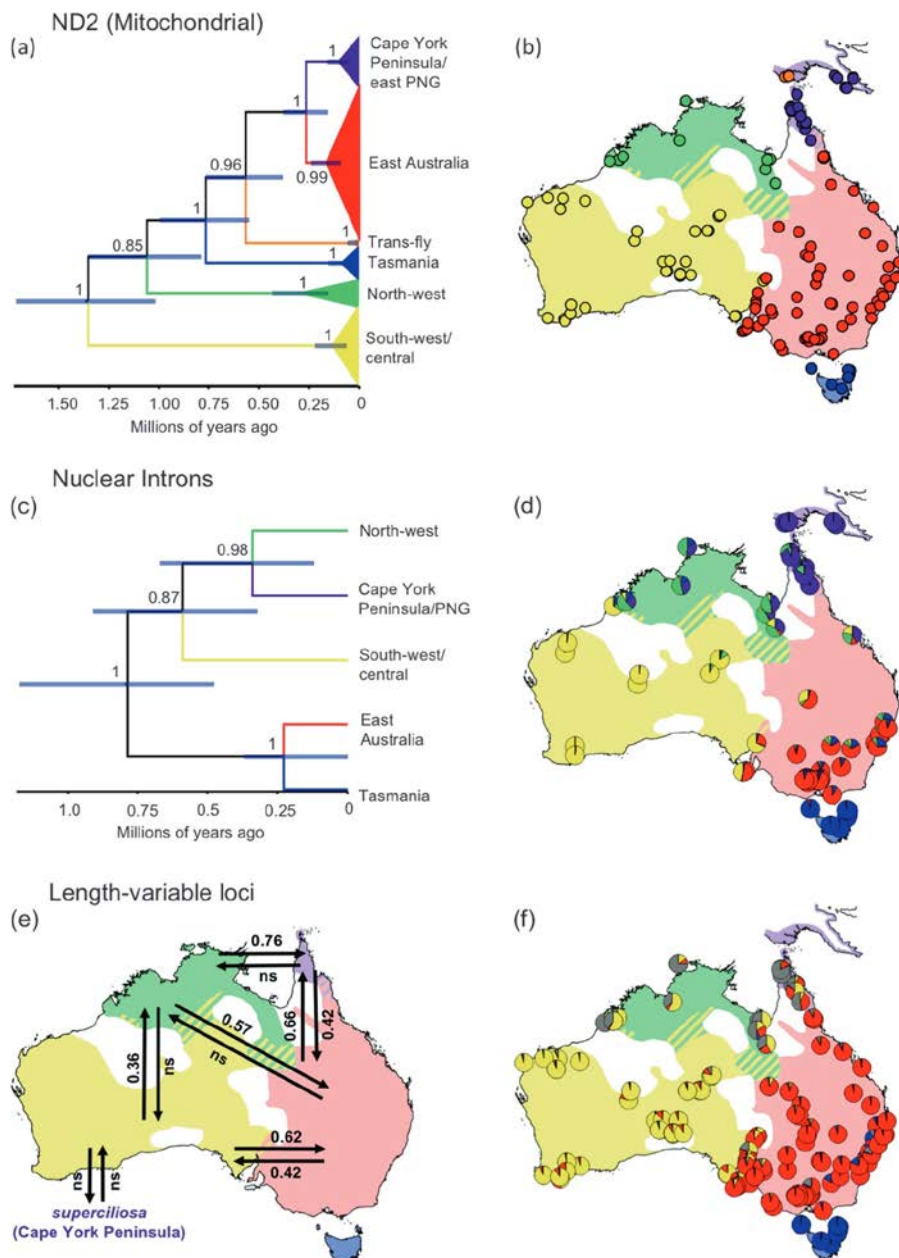 ND2 (Mitochondrial)
(a)
(b)
Cape York
Peninsula/
east PNG
East Australia
Trans-fly
Tasmania
North-west
South-west/
central
1
0.99
0.96
1
1
0.85
1
1
1
1.50
1.25
1.00
0.75
0.50
0.25
0
Millions of years ago
Nuclear Introns
(c)
(d)
North-west
Cape York
Peninsula/PNG
South-west/
central
East
Australia
Tasmania
0.98
0.87
1
1
1.0
0.75
0.5
0.25
0
Millions of years ago
Length-variable loci
(e)
(f)
0.76
ns
0.66
0.42
0.57
ns
0.36
ns
0.62
0.42
ns
ns
superciliosa
(Cape York Peninsula)